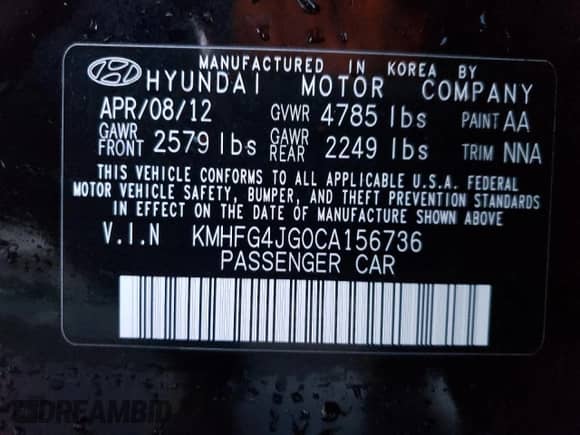 MANUFACTURED IN KOREA BY
HYUNDAI MOTOR COMPANY
APR/08/12 GVWR 4785 lbs PAINT AA
GAWR FRONT 2579 lbs GAWR REAR 2249 lbs TRIM NNA
THIS VEHICLE CONFORMS TO ALL APPLICABLE U.S.A. FEDERAL
MOTOR VEHICLE SAFETY, BUMPER, AND THEFT PREVENTION STANDARDS
IN EFFECT ON THE DATE OF MANUFACTURE SHOWN ABOVE.
V.I.N KMHFG4JG0CA156736
PASSENGER CAR
DREAMBID